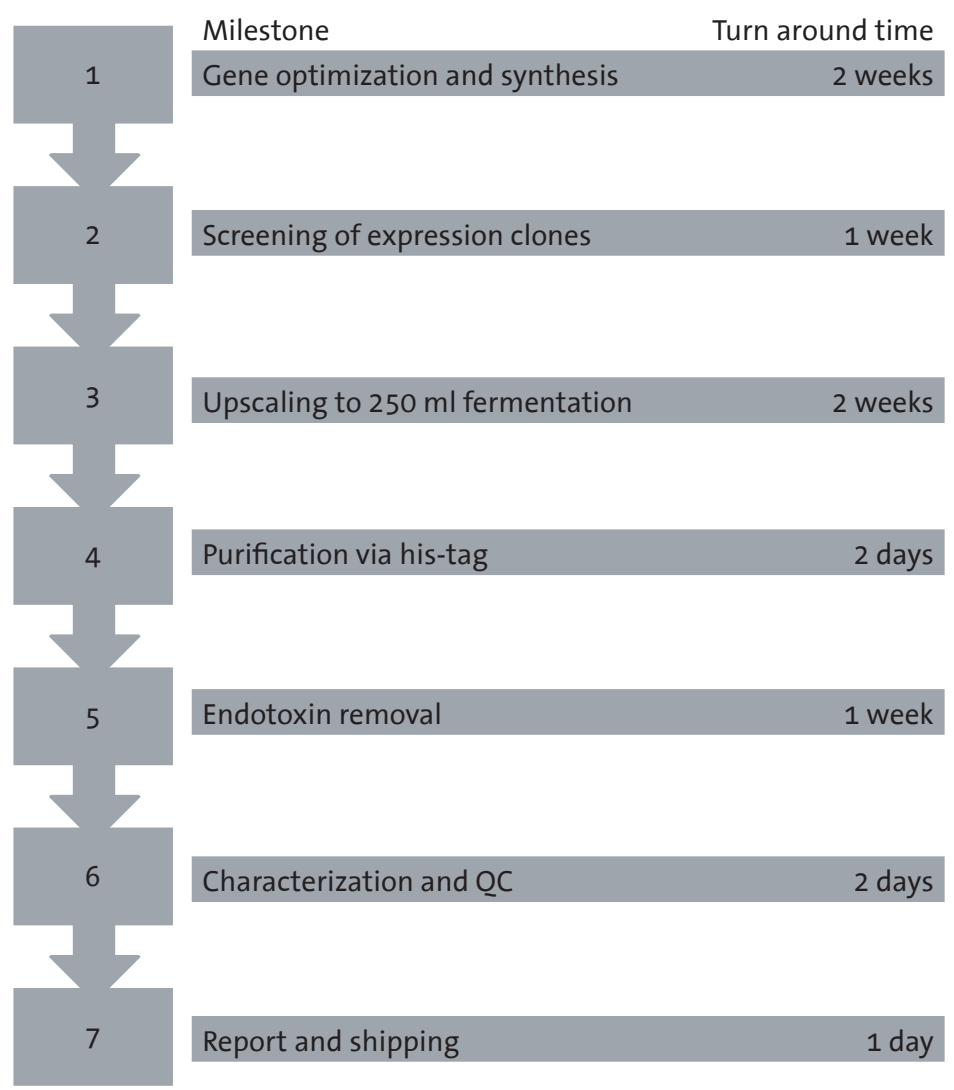 Milestone Turn around time
1 Gene optimization and synthesis 2 weeks
2 Screening of expression clones 1 week
3 Upscaling to 250 ml fermentation 2 weeks
4 Purification via his-tag 2 days
5 Endotoxin removal 1 week
6 Characterization and QC 2 days
7 Report and shipping 1 day